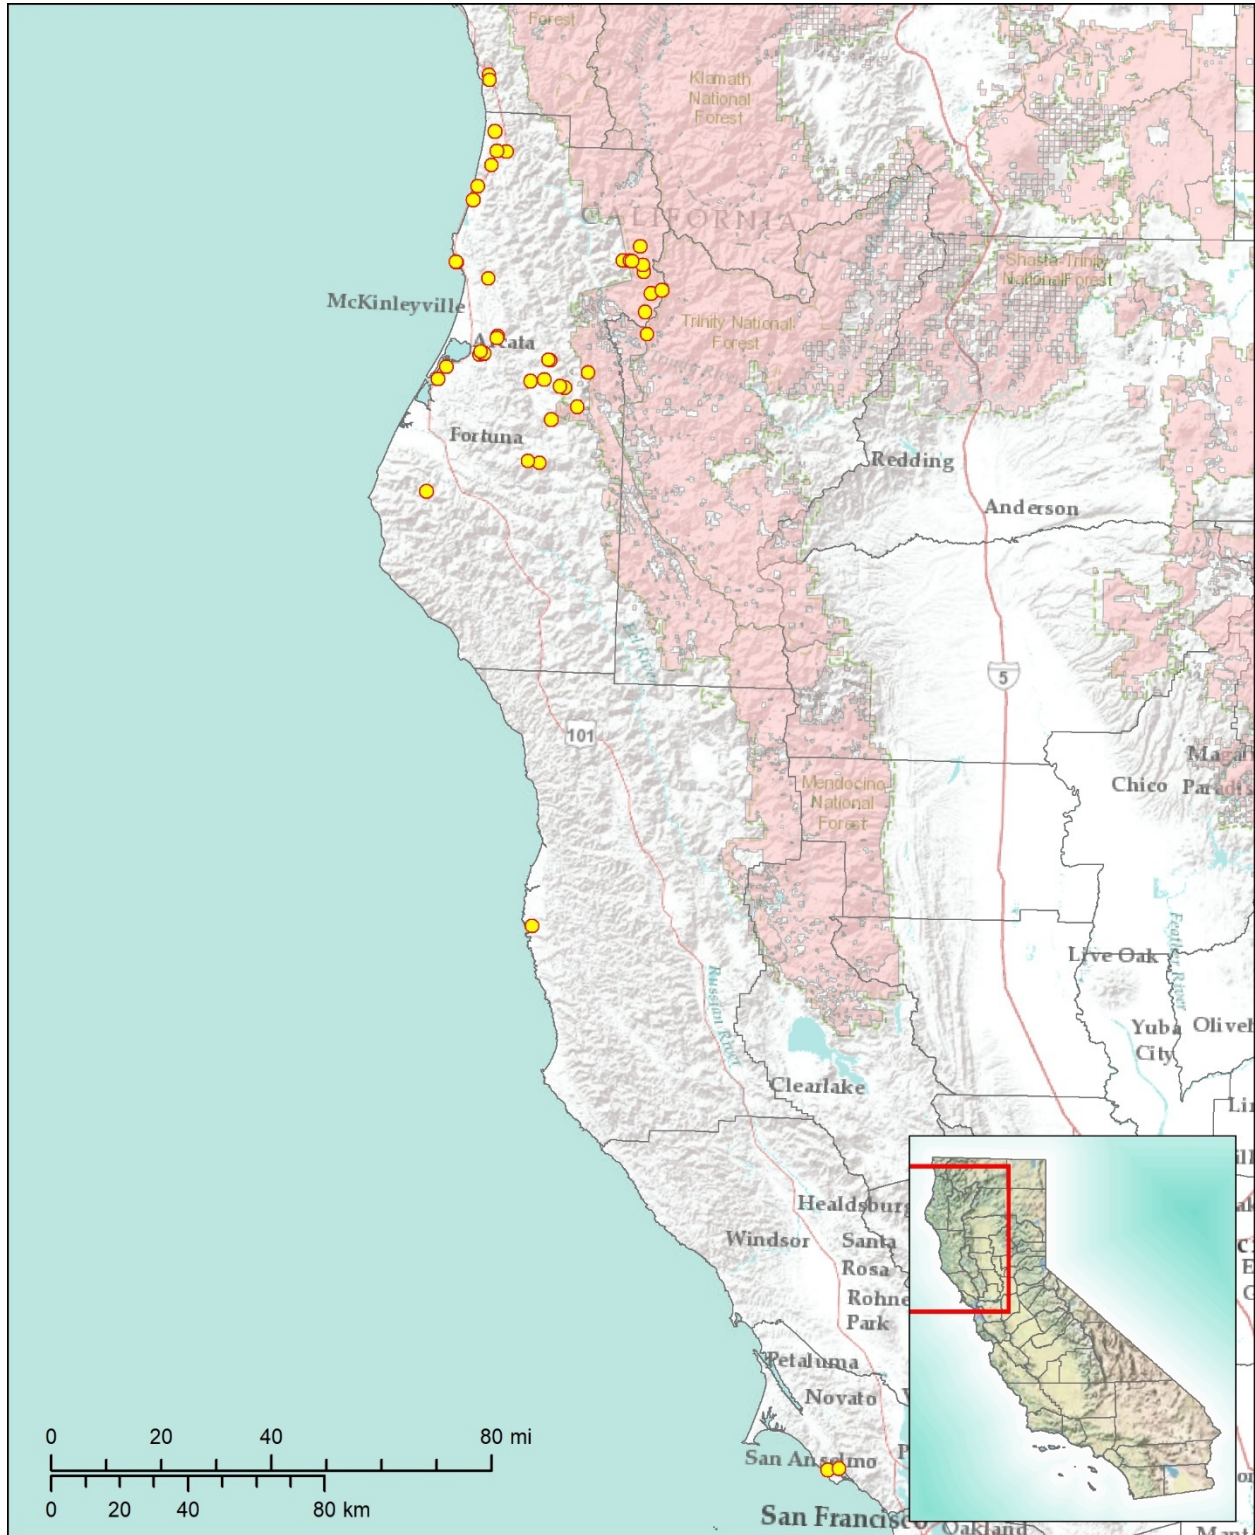 Forest
Klamath
National
Forest
CALIFORNIA
Shasta-Trinity
National Forest
McKinleyville
Trinity National
Forest
Arcata
Trinity River
Fortuna
Redding
Anderson
Eel River
5
101
Mendocino
National
Forest
Chico
Live Oak
Feather River
Yuba
City
Russian River
Clearlake
Healdsburg
Windsor
Santa
Rosa
Park
Petaluma
Novato
San Anselmo
San Francisco
Oakland
0 20 40 80 mi
0 20 40 80 km